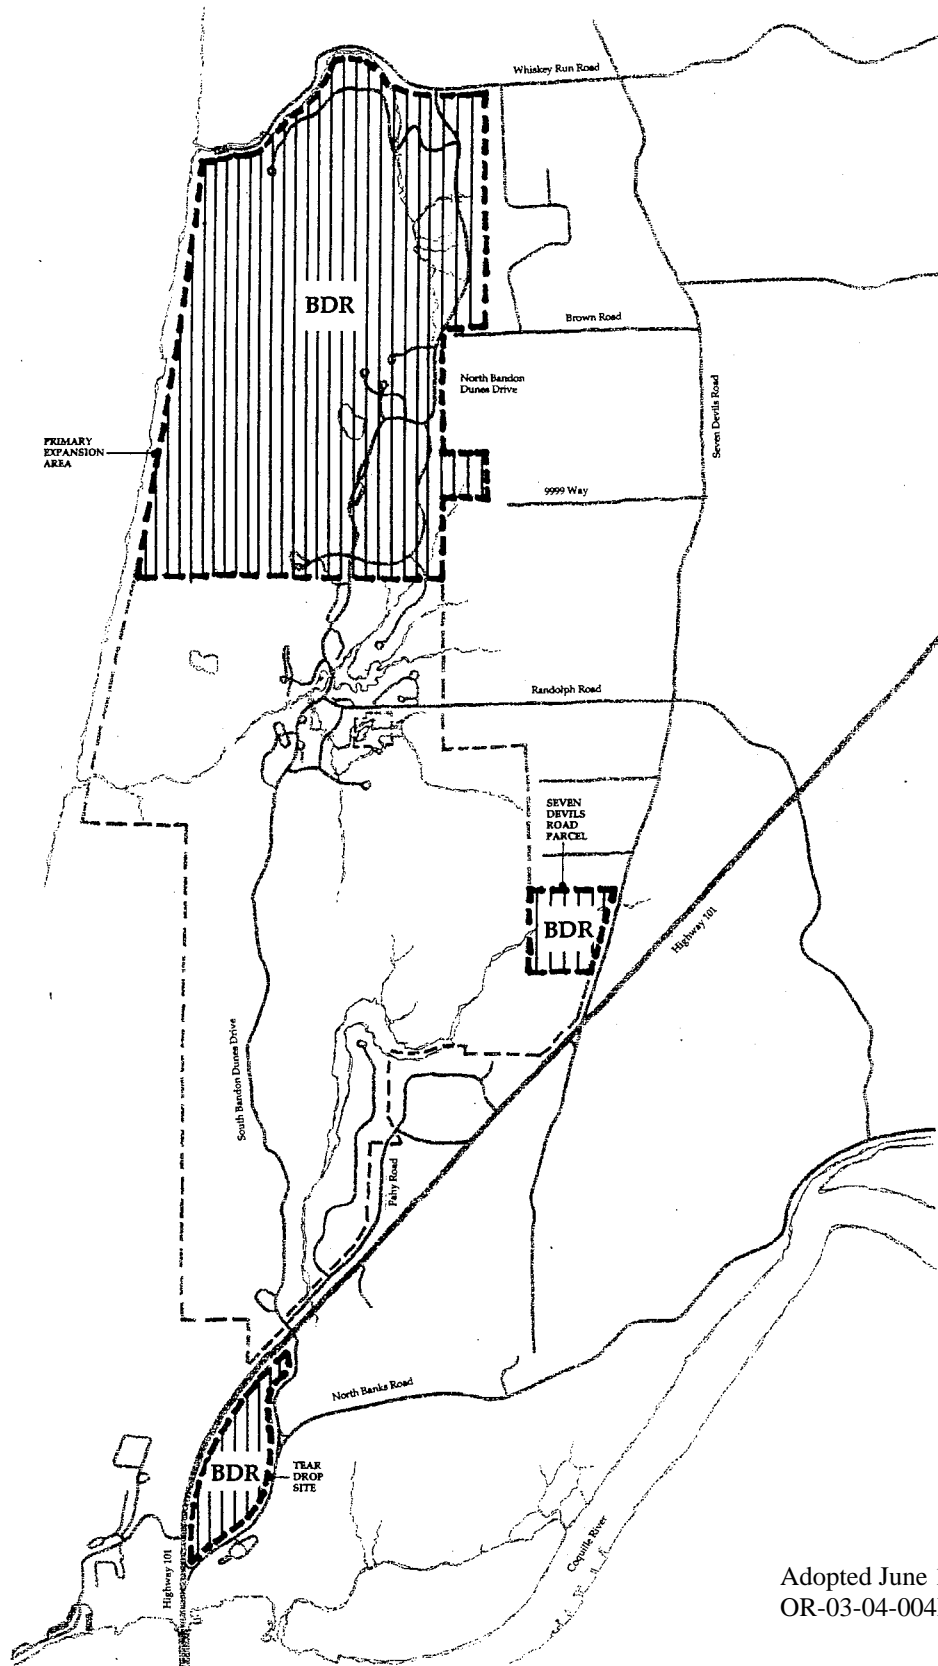 Whiskey Run Road
BDR
Brown Road
North Bandon
Dunes Drive
Seven Devils Road
PRIMARY
EXPANSION
AREA
9999 Way
Randolph Road
SEVEN
DEVILS
ROAD
PARCEL
BDR
Highway 101
South Bandon Dunes Drive
Fahy Road
North Banks Road
BDR
TEAR
DROP
SITE
Highway 101
Coquille River
Adopted June
OR-03-04-004